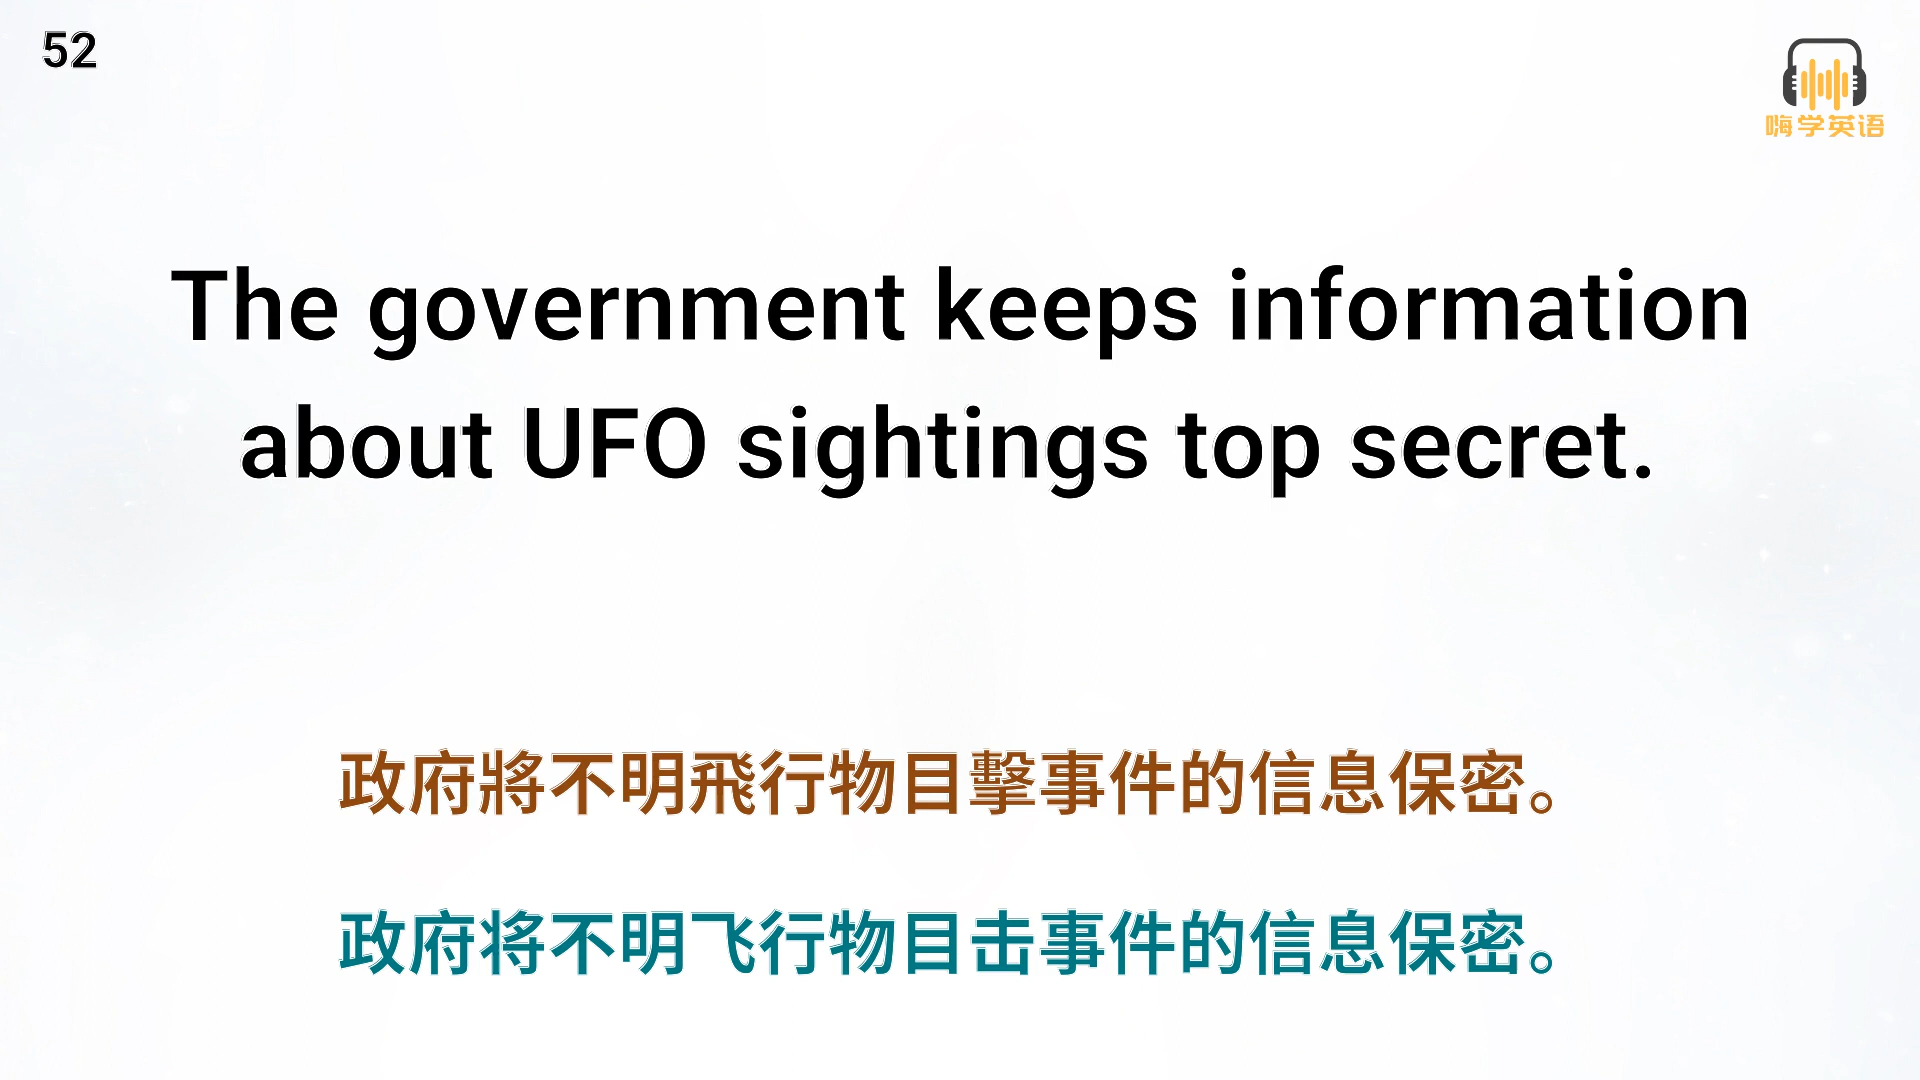 52
嗨学英语
The government keeps information
about UFO sightings top secret.
政府將不明飛行物目擊事件的信息保密。
政府将不明飞行物目击事件的信息保密。